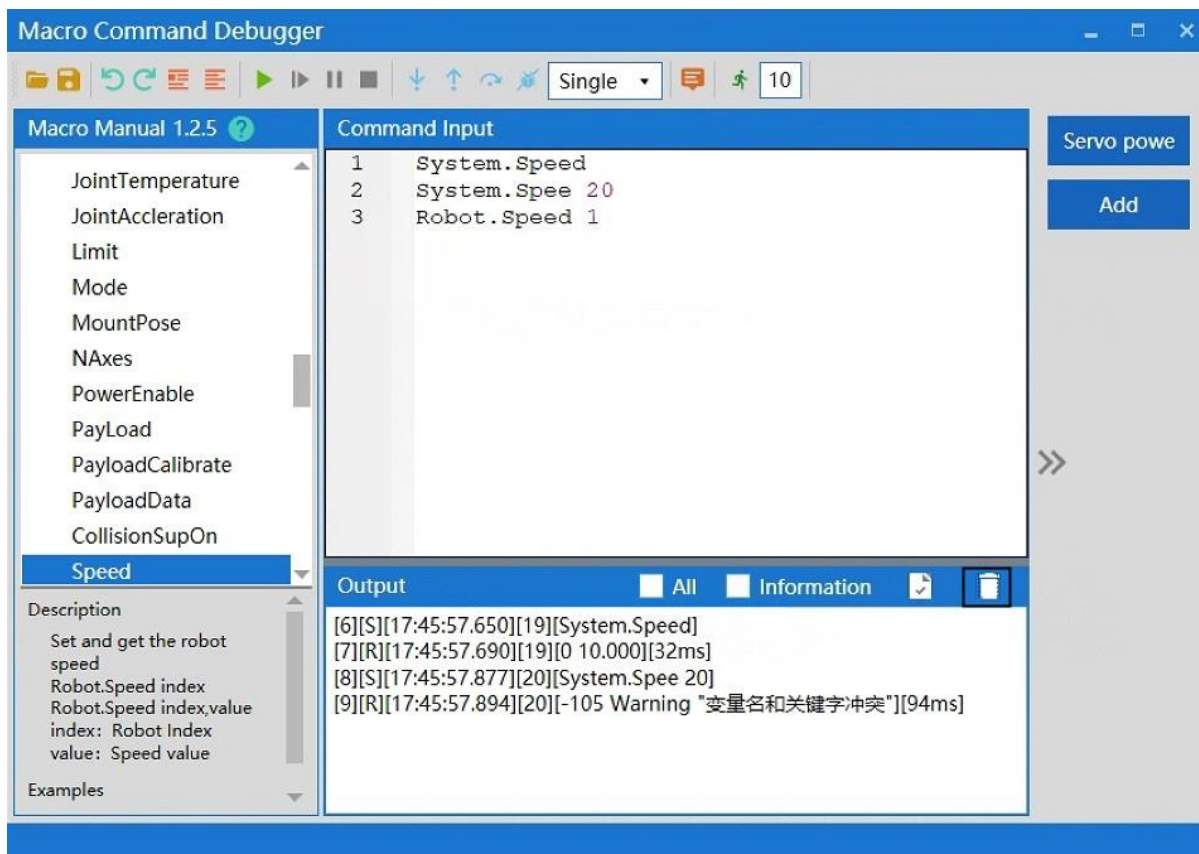 Macro Command Debugger
Single
10
Macro Manual 1.2.5 ?
JointTemperature
JointAccleration
Limit
Mode
MountPose
NAxes
PowerEnable
PayLoad
PayloadCalibrate
PayloadData
CollisionSupOn
Speed
Description
Set and get the robot
speed
Robot.Speed index
Robot.Speed index,value
index: Robot Index
value: Speed value
Examples
Command Input
1 System.Speed
2 System.Spee 20
3 Robot.Speed 1
Output
All
Information
[6][S][17:45:57.650][19][System.Speed]
[7][R][17:45:57.690][19][0 10.000][32ms]
[8][S][17:45:57.877][20][System.Spee 20]
[9][R][17:45:57.894][20][-105 Warning "变量名和关键字冲突"][94ms]
Servo powe
Add